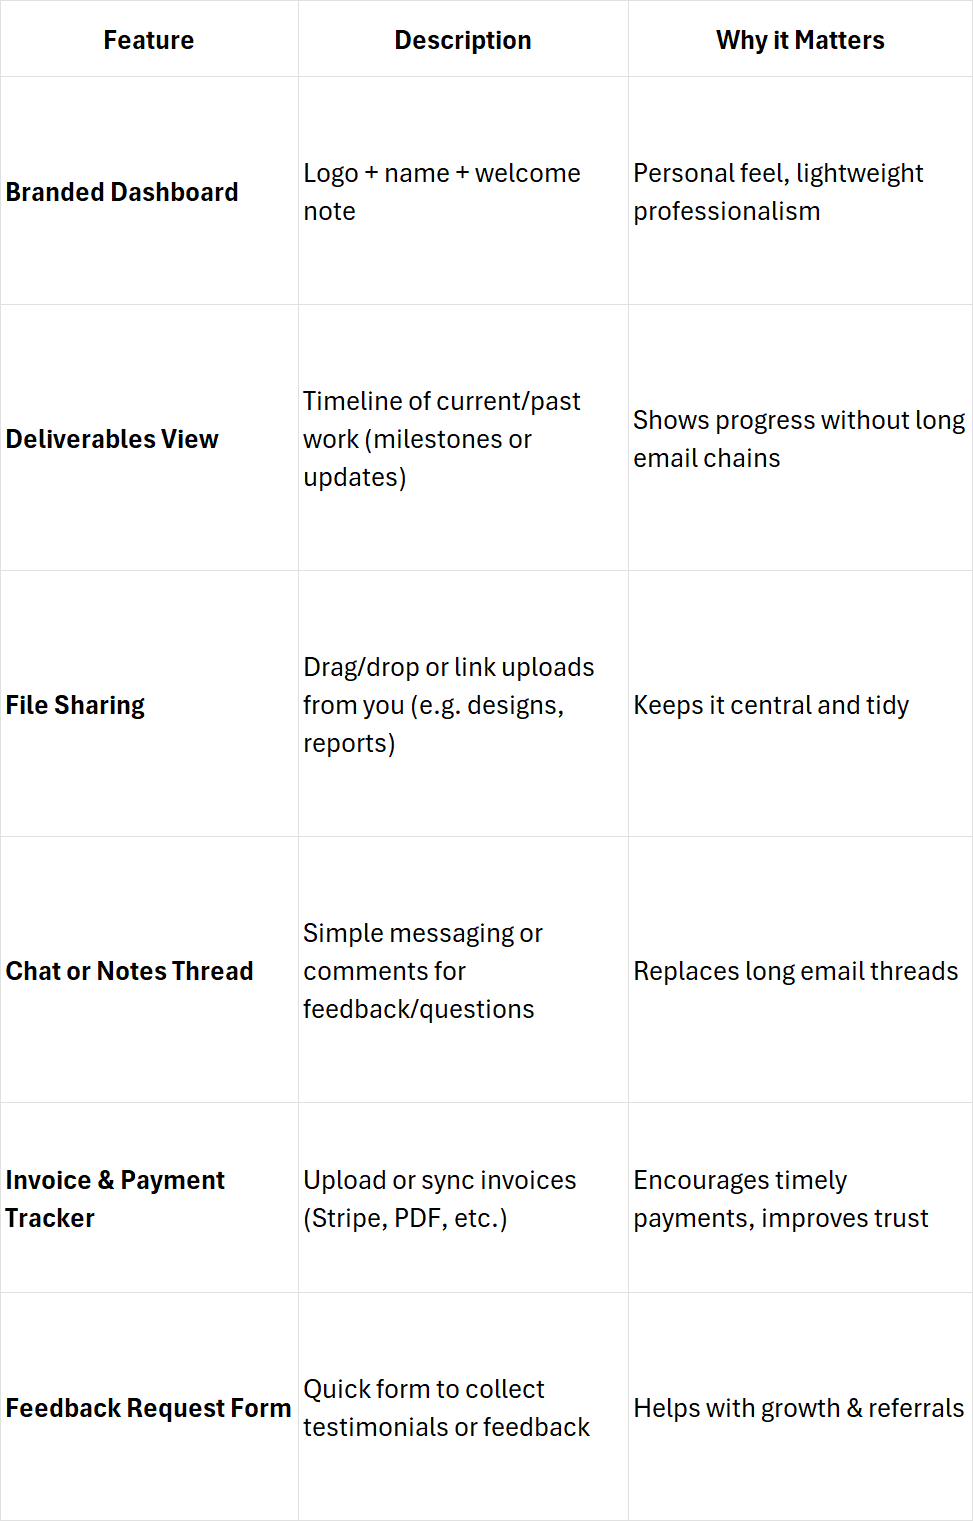 Feature
Description
Why it Matters
Branded Dashboard
Logo + name + welcome
note
Personal feel, lightweight
professionalism
Deliverables View
Timeline of current/past
work (milestones or
updates)
Shows progress without long
email chains
File Sharing
Drag/drop or link uploads
from you (e.g. designs,
reports)
Keeps it central and tidy
Chat or Notes Thread
Simple messaging or
comments for
feedback/questions
Replaces long email threads
Invoice & Payment
Tracker
Upload or sync invoices
(Stripe, PDF, etc.)
Encourages timely
payments, improves trust
Feedback Request Form
Quick form to collect
testimonials or feedback
Helps with growth & referrals